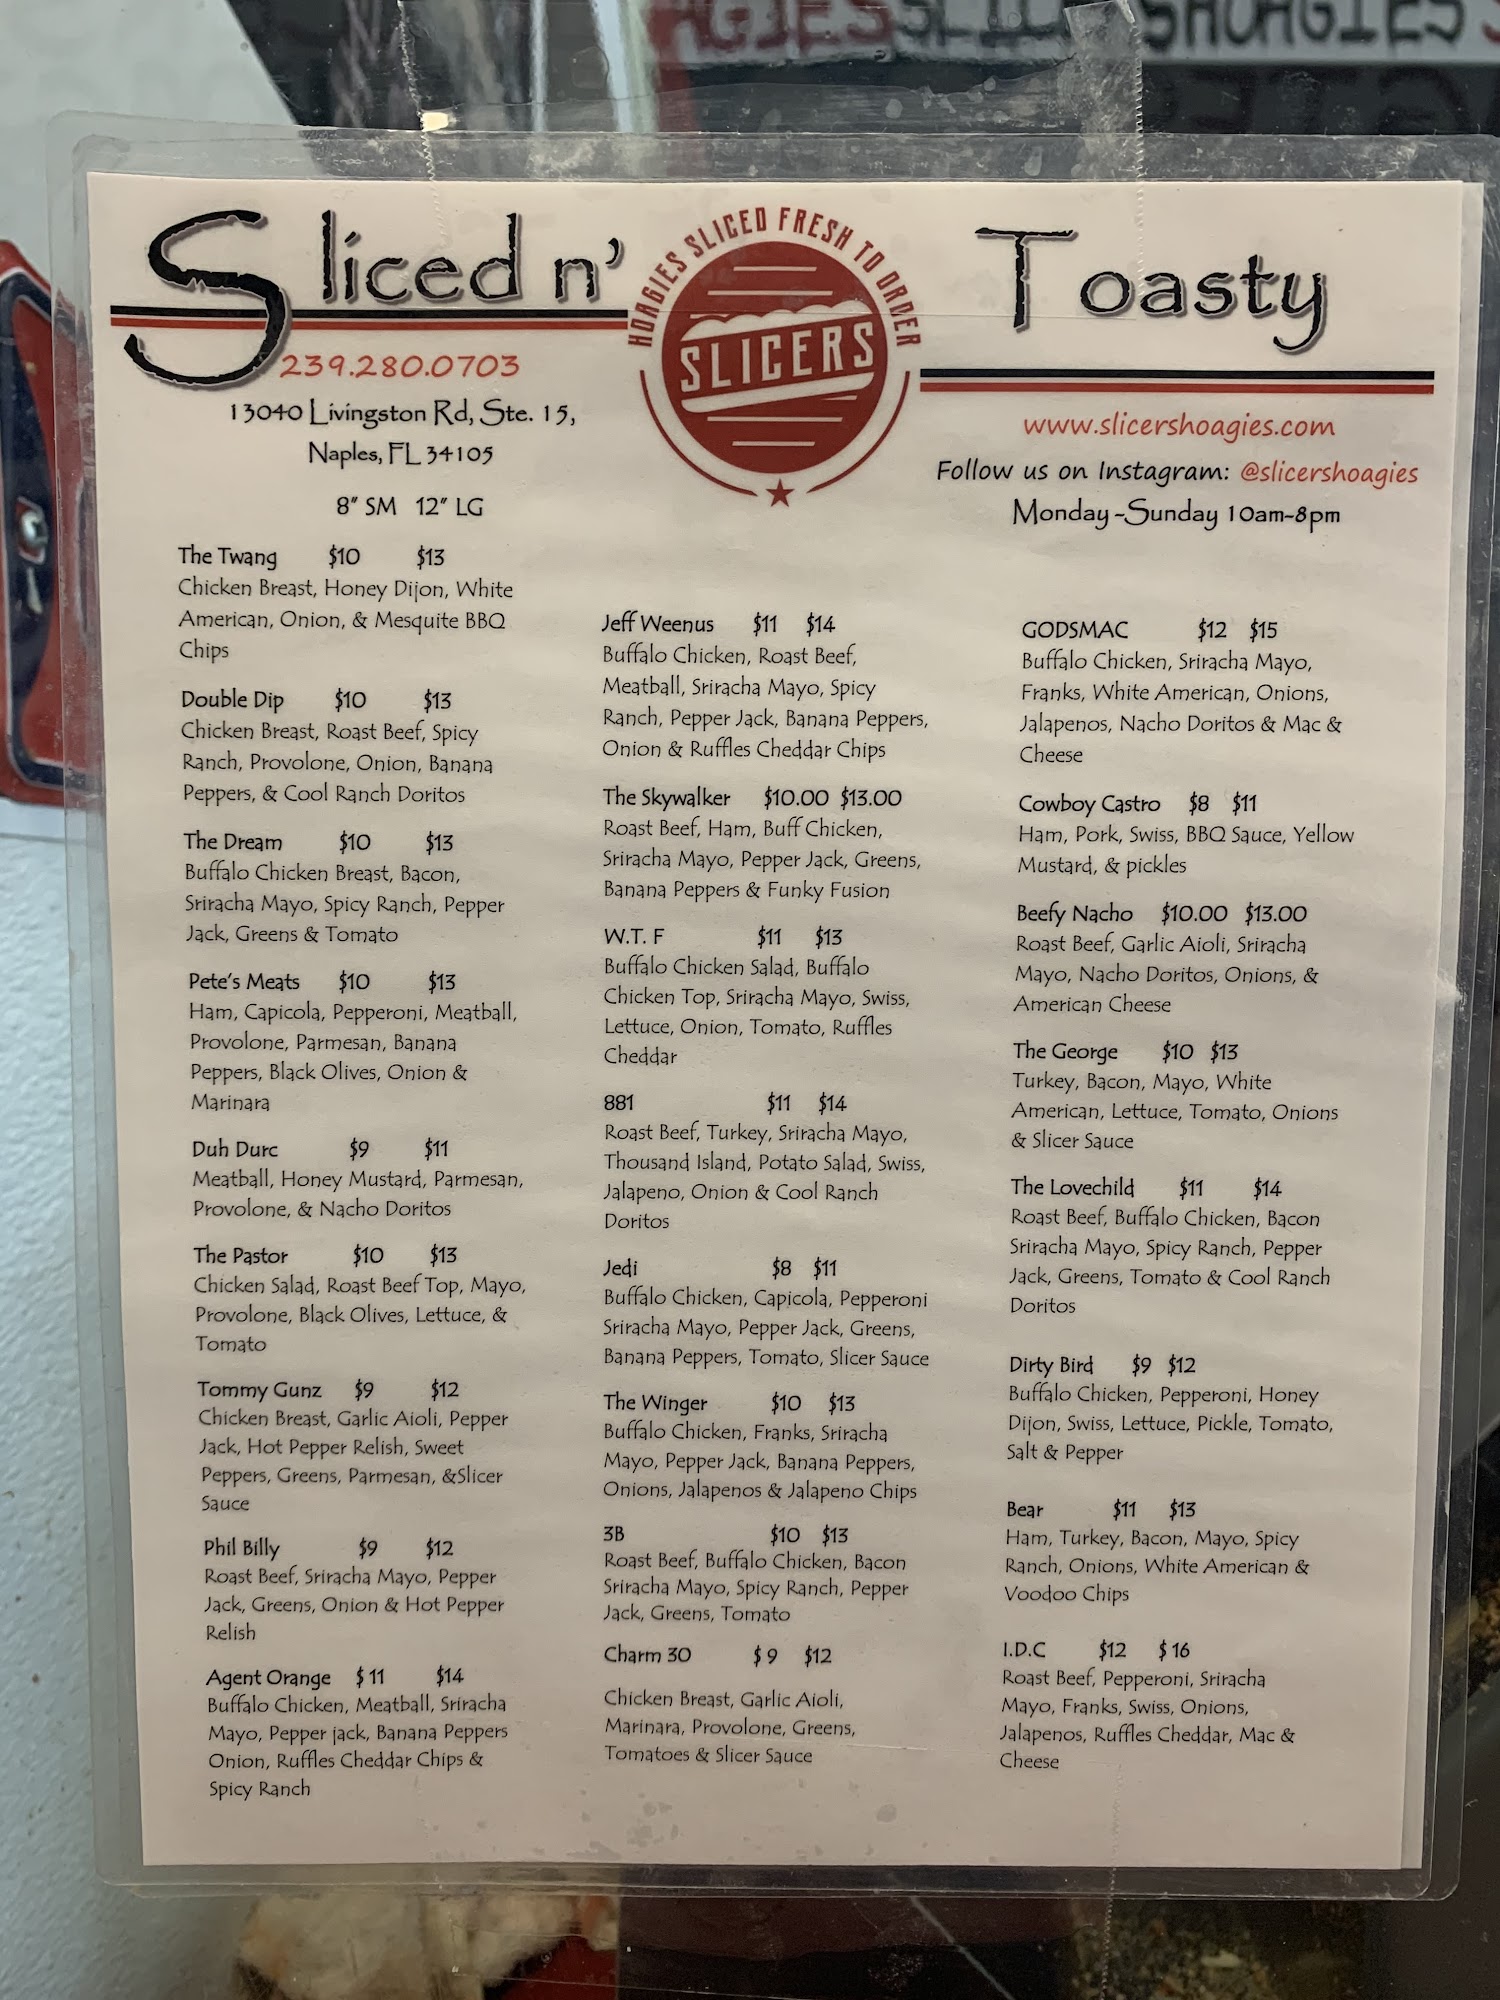 AGIES SLICERSHOAGIES
Sliced n' Toasty
HOAGIES SLICED FRESH TO ORDER
SLICERS
239.280.0703
13040 Livingston Rd, Ste. 15,
Naples, FL 34105
www.slicershoagies.com
Follow us on Instagram: @slicershoagies
Monday-Sunday 10am-8pm
8" SM 12" LG
The Twang $10 $13
Chicken Breast, Honey Dijon, White
American, Onion, & Mesquite BBQ
Chips
Double Dip $10 $13
Chicken Breast, Roast Beef, Spicy
Ranch, Provolone, Onion, Banana
Peppers, & Cool Ranch Doritos
The Dream $10 $13
Buffalo Chicken Breast, Bacon,
Sriracha Mayo, Spicy Ranch, Pepper
Jack, Greens & Tomato
Pete's Meats $10 $13
Ham, Capicola, Pepperoni, Meatball,
Provolone, Parmesan, Banana
Peppers, Black Olives, Onion &
Marinara
Duh Durc $9 $11
Meatball, Honey Mustard, Parmesan,
Provolone, & Nacho Doritos
The Pastor $10 $13
Chicken Salad, Roast Beef Top, Mayo,
Provolone, Black Olives, Lettuce, &
Tomato
Tommy Gunz $9 $12
Chicken Breast, Garlic Aioli, Pepper
Jack, Hot Pepper Relish, Sweet
Peppers, Greens, Parmesan, &Slicer
Sauce
Phil Billy $9 $12
Roast Beef, Sriracha Mayo, Pepper
Jack, Greens, Onion & Hot Pepper
Relish
Agent Orange $ 11 $14
Buffalo Chicken, Meatball, Sriracha
Mayo, Pepper jack, Banana Peppers
Onion, Ruffles Cheddar Chips &
Spicy Ranch
Jeff Weenus $11 $14
Buffalo Chicken, Roast Beef,
Meatball, Sriracha Mayo, Spicy
Ranch, Pepper Jack, Banana Peppers,
Onion & Ruffles Cheddar Chips
The Skywalker $10.00 $13.00
Roast Beef, Ham, Buff Chicken,
Sriracha Mayo, Pepper Jack, Greens,
Banana Peppers & Funky Fusion
W.T. F $11 $13
Buffalo Chicken Salad, Buffalo
Chicken Top, Sriracha Mayo, Swiss,
Lettuce, Onion, Tomato, Ruffles
Cheddar
881 $11 $14
Roast Beef, Turkey, Sriracha Mayo,
Thousand Island, Potato Salad, Swiss,
Jalapeno, Onion & Cool Ranch
Doritos
Jedi $8 $11
Buffalo Chicken, Capicola, Pepperoni
Sriracha Mayo, Pepper Jack, Greens,
Banana Peppers, Tomato, Slicer Sauce
The Winger $10 $13
Buffalo Chicken, Franks, Sriracha
Mayo, Pepper Jack, Banana Peppers,
Onions, Jalapenos & Jalapeno Chips
3B $10 $13
Roast Beef, Buffalo Chicken, Bacon
Sriracha Mayo, Spicy Ranch, Pepper
Jack, Greens, Tomato
Charm 30 $ 9 $12
Chicken Breast, Garlic Aioli,
Marinara, Provolone, Greens,
Tomatoes & Slicer Sauce
GODSMAC $12 $15
Buffalo Chicken, Sriracha Mayo,
Franks, White American, Onions,
Jalapenos, Nacho Doritos & Mac &
Cheese
Cowboy Castro $8 $11
Ham, Pork, Swiss, BBQ Sauce, Yellow
Mustard, & pickles
Beefy Nacho $10.00 $13.00
Roast Beef, Garlic Aioli, Sriracha
Mayo, Nacho Doritos, Onions, &
American Cheese
The George $10 $13
Turkey, Bacon, Mayo, White
American, Lettuce, Tomato, Onions
& Slicer Sauce
The Lovechild $11 $14
Roast Beef, Buffalo Chicken, Bacon
Sriracha Mayo, Spicy Ranch, Pepper
Jack, Greens, Tomato & Cool Ranch
Doritos
Dirty Bird $9 $12
Buffalo Chicken, Pepperoni, Honey
Dijon, Swiss, Lettuce, Pickle, Tomato,
Salt & Pepper
Bear $11 $13
Ham, Turkey, Bacon, Mayo, Spicy
Ranch, Onions, White American &
Voodoo Chips
I.D.C $12 $ 16
Roast Beef, Pepperoni, Sriracha
Mayo, Franks, Swiss, Onions,
Jalapenos, Ruffles Cheddar, Mac &
Cheese